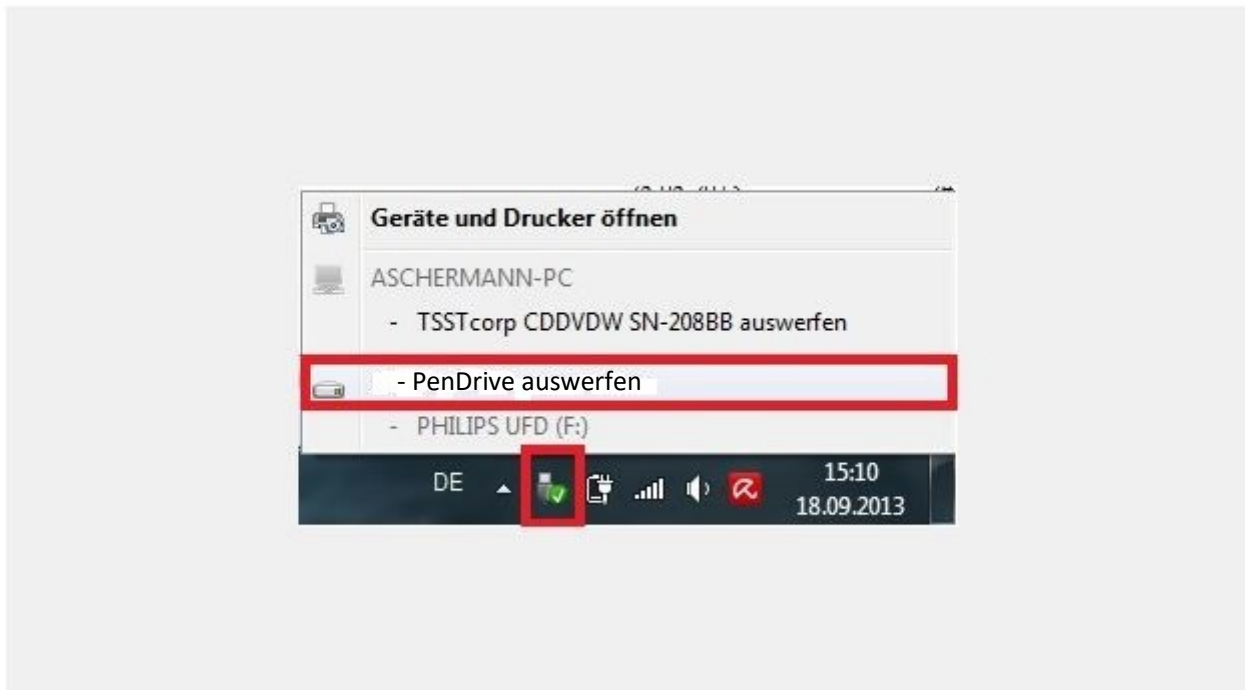 Geräte und Drucker öffnen
ASCHERMANN-PC
- TSSTcorp CDDVDW SN-208BB auswerfen
- PenDrive auswerfen
- PHILIPS UFD (F:)
DE
15:10
18.09.2013